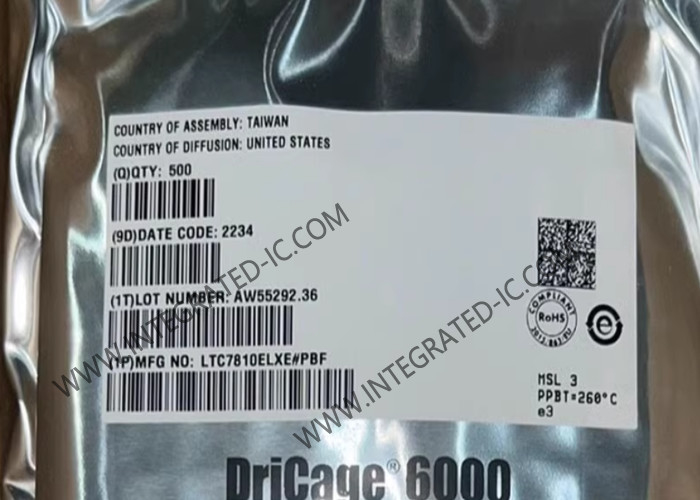 COUNTRY OF ASSEMBLY: TAIWAN
COUNTRY OF DIFFUSION: UNITED STATES
(Q)QTY: 500
(9D)DATE CODE: 2234
(1T)LOT NUMBER: AW55292.36
(1P)MFG NO: LTC7810ELXE#PBF
COMPLIANT
RoHS
e
MSL 3
PPBT=260°C
e3
DriCage® 6000
WWW.INTEGRATED-IC.COM
WWW.INTEGRATED-IC.C